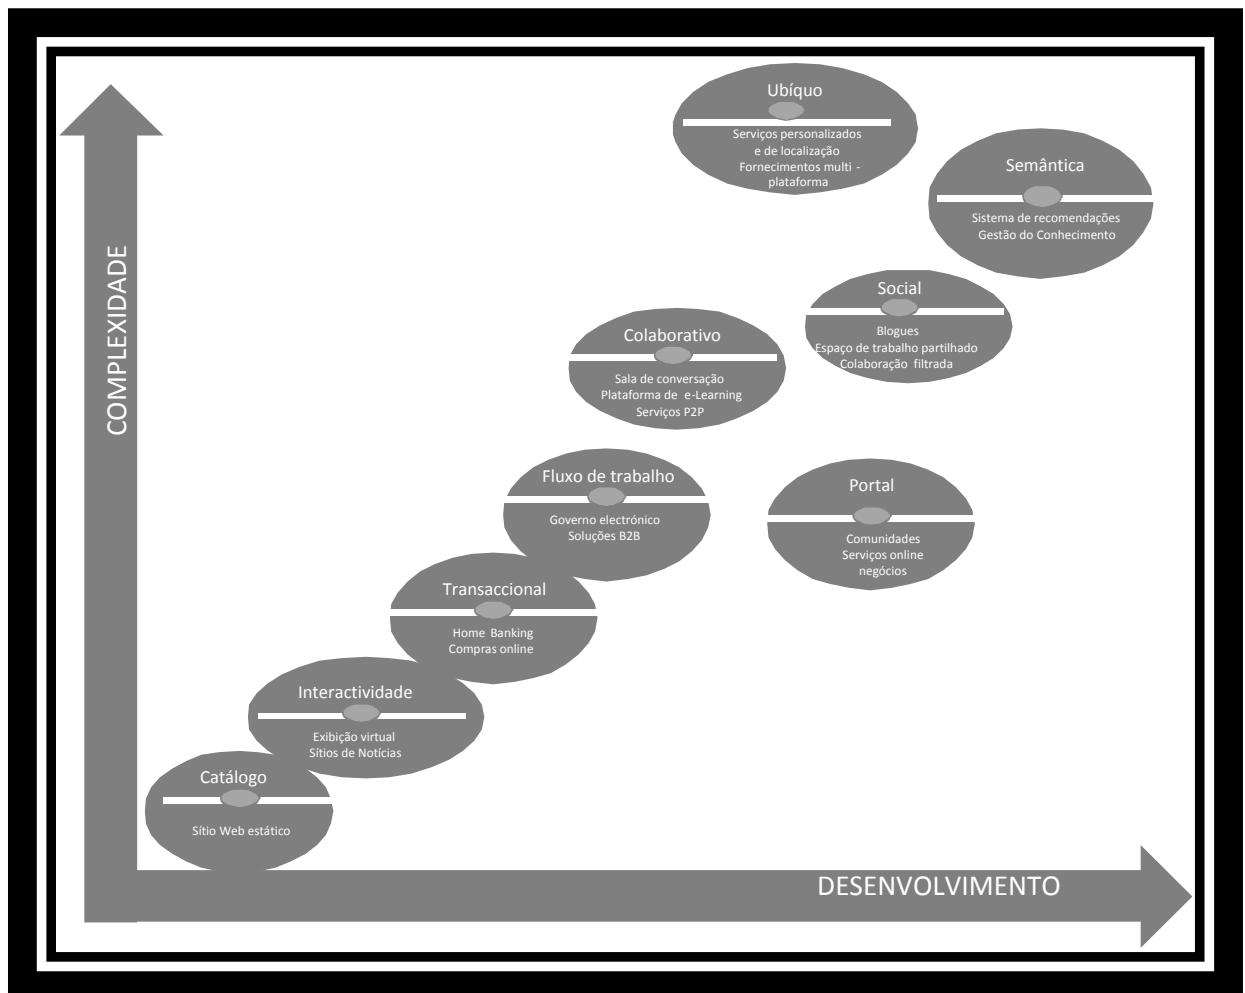 Ubíquo
Serviços personalizados
e de localização
Fornecimentos multi -
plataforma
Semântica
Sistema de recomendações
Gestão do Conhecimento
COMPLEXIDADE
Social
Blogues
Espaço de trabalho partilhado
Colaboração filtrada
Colaborativo
Sala de conversação
Plataforma de e-Learning
Serviços P2P
Fluxo de trabalho
Governo electrónico
Soluções B2B
Portal
Comunidades
Serviços online
negócios
Transaccional
Home Banking
Compras online
Interactividade
Exibição virtual
Sítios de Notícias
Catálogo
Sítio Web estático
DESENVOLVIMENTO